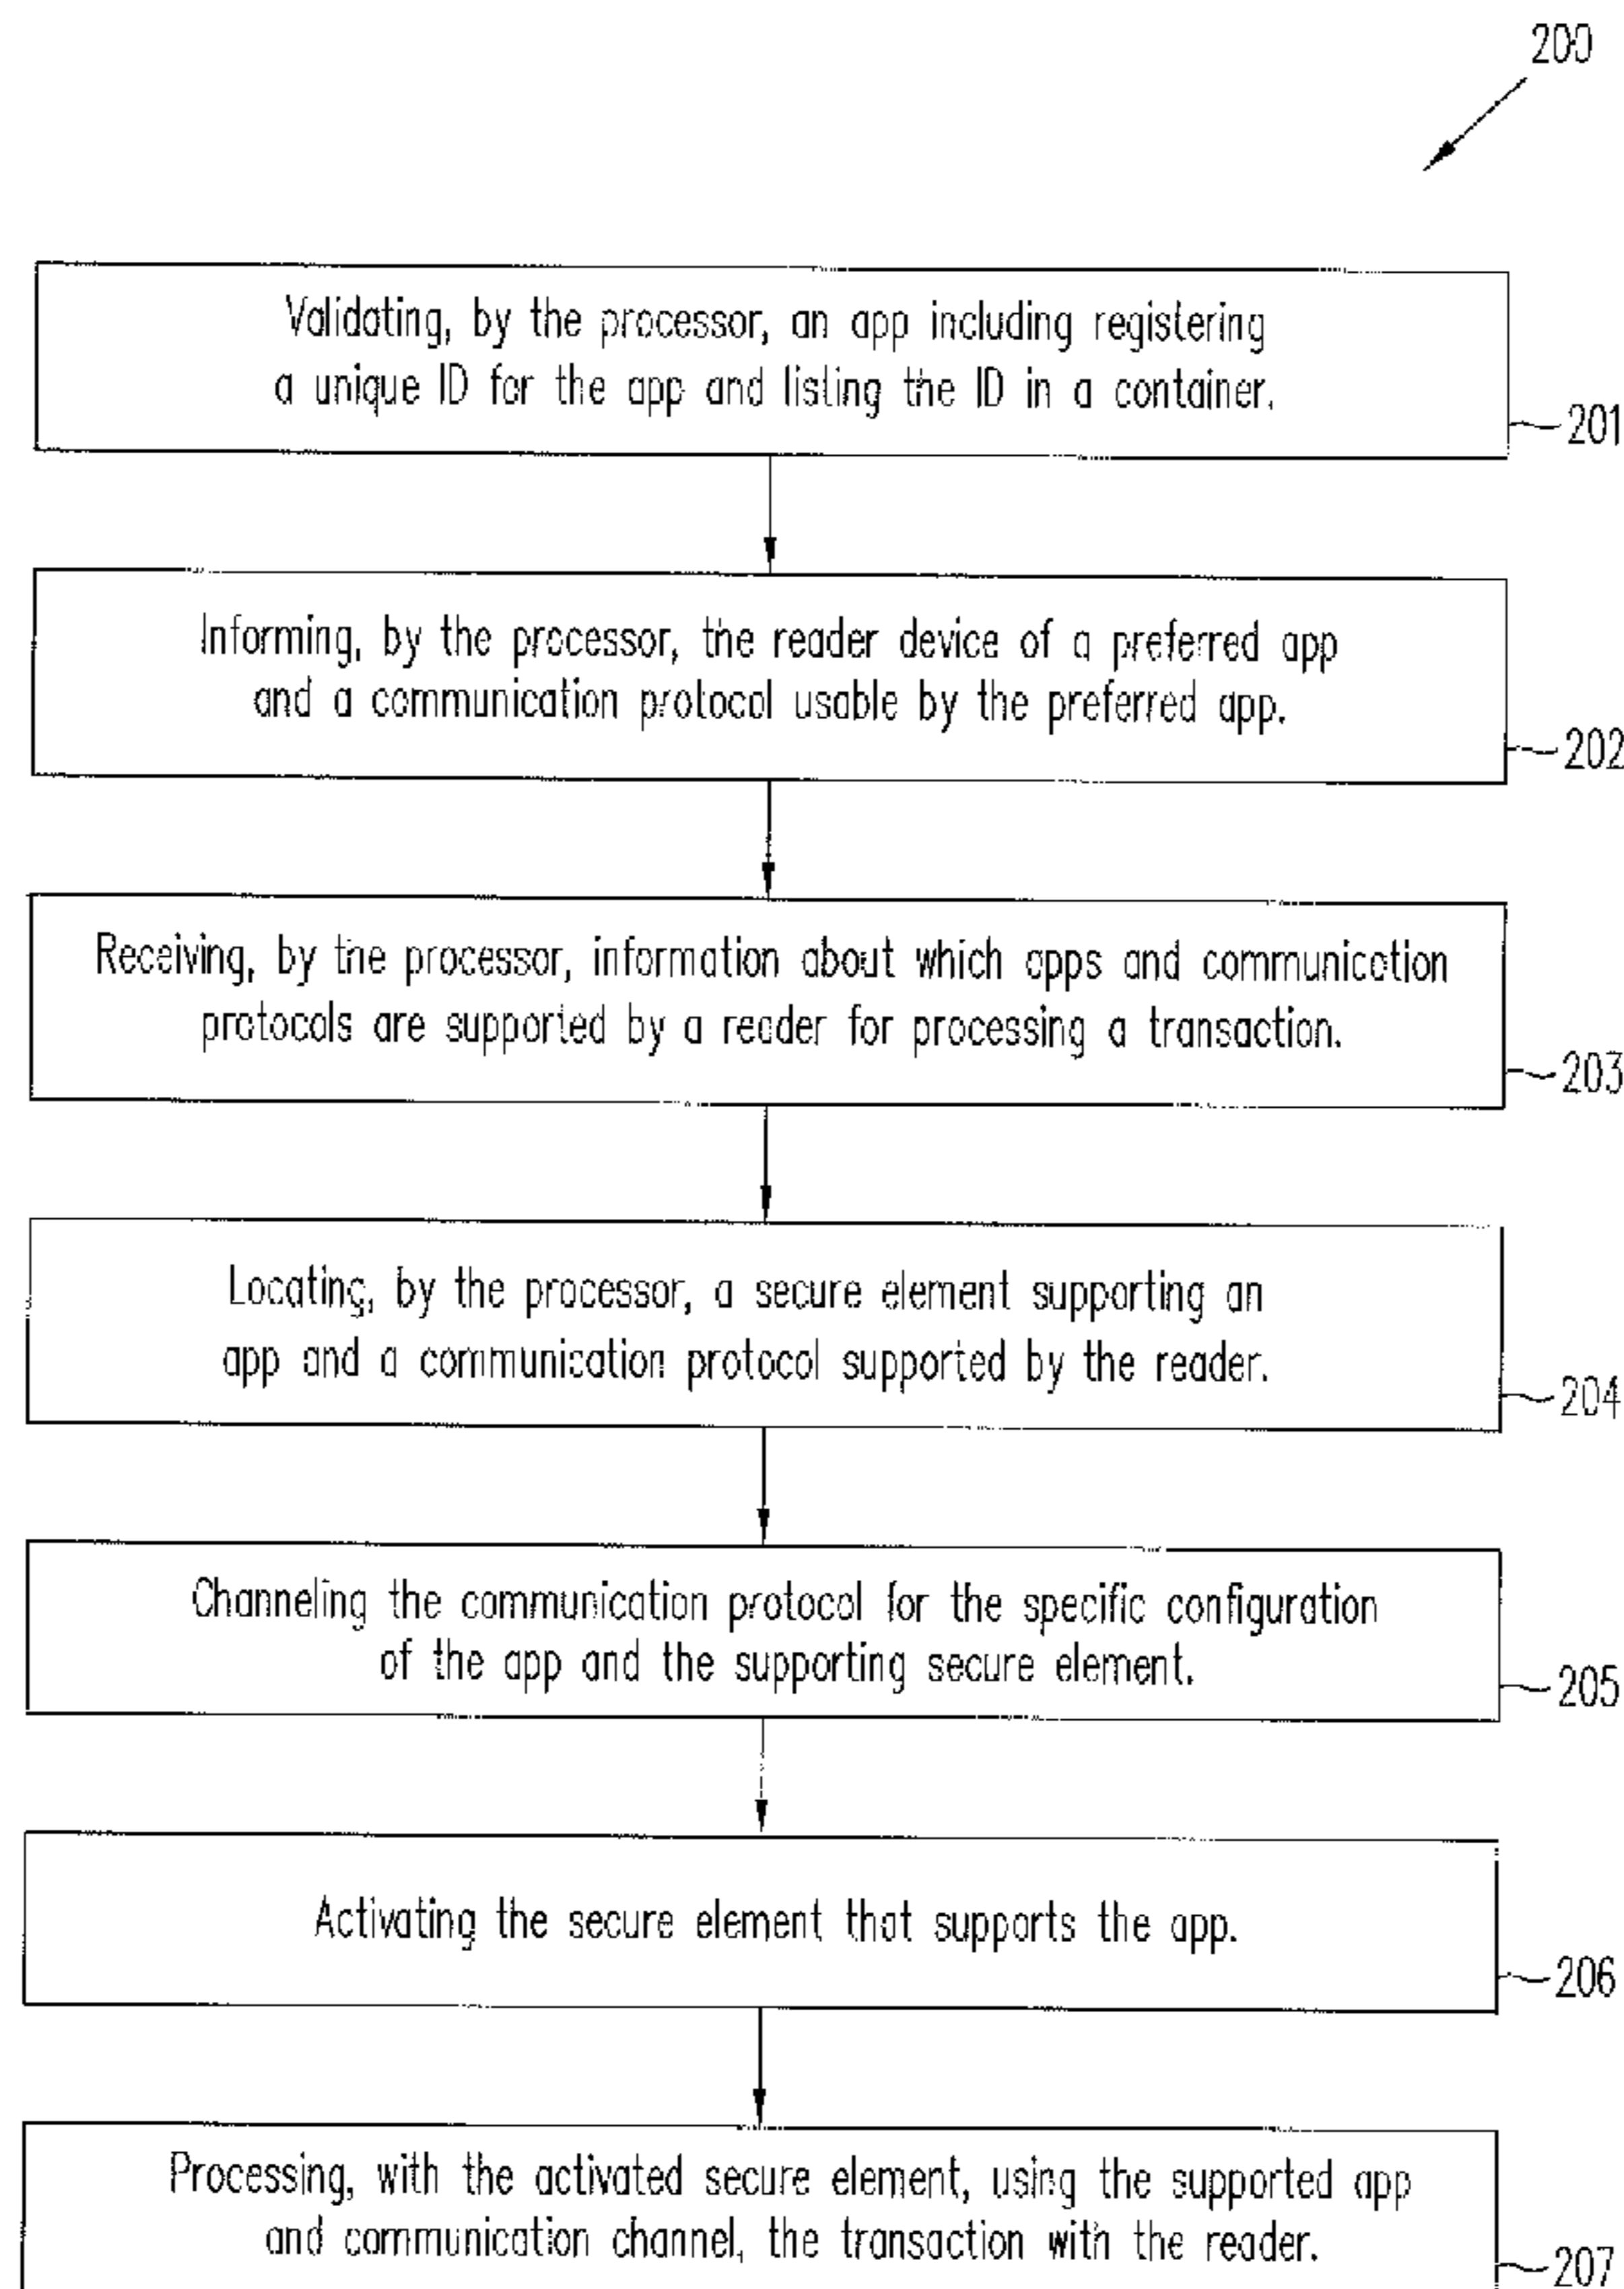 200
Validating, by the processor, an app including registering
a unique ID for the app and listing the ID in a container.
201
Informing, by the processor, the reader device of a preferred app
and a communication protocol usable by the preferred app.
202
Receiving, by the processor, information about which apps and communication
protocols are supported by a reader for processing a transaction.
203
Locating, by the processor, a secure element supporting an
app and a communication protocol supported by the reader.
204
Channeling the communication protocol for the specific configuration
of the app and the supporting secure element.
205
Activating the secure element that supports the app.
206
Processing, with the activated secure element, using the supported app
and communication channel, the transaction with the reader.
207